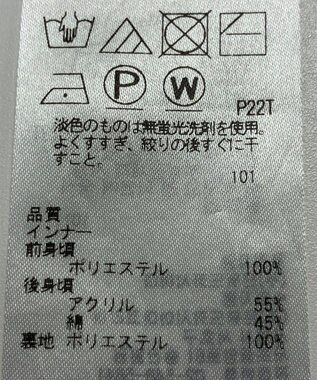 P W P22T
淡色のものは無蛍光洗剤を使用。
よくすすぎ、絞りの後すぐに干
すこと。
101
品質
インナー
前身頃
ポリエステル 100%
後身頃
アクリル 55%
綿 45%
裏地 ポリエステル 100%